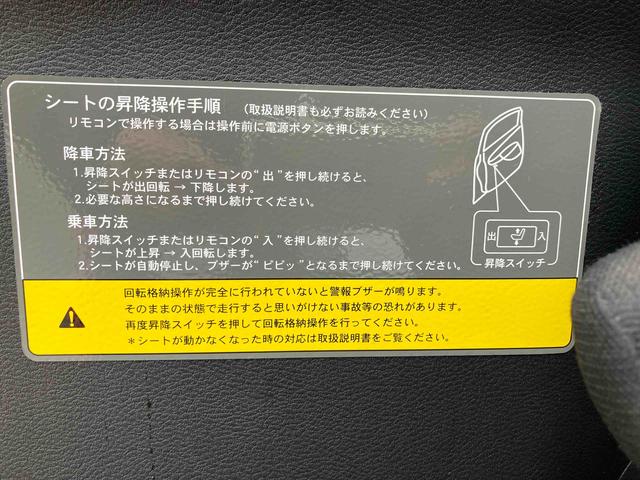 シートの昇降操作手順 （取扱説明書も必ずお読みください）
リモコンで操作する場合は操作前に電源ボタンを押します。
降車方法
1.昇降スイッチまたはリモコンの“出”を押し続けると、
シートが出回転 → 下降します。
2.必要な高さになるまで押し続けてください。
乗車方法
1.昇降スイッチまたはリモコンの“入”を押し続けると、
シートが上昇 → 入回転します。
2.シートが自動停止し、ブザーが“ピピッ”となるまで押し続けてください。
出 入
昇降スイッチ
回転格納操作が完全に行われていないと警報ブザーが鳴ります。
そのままの状態で走行すると思いがけない事故等の恐れがあります。
再度昇降スイッチを押して回転格納操作を行ってください。
＊シートが動かなくなった時の対応は取扱説明書をご覧ください。